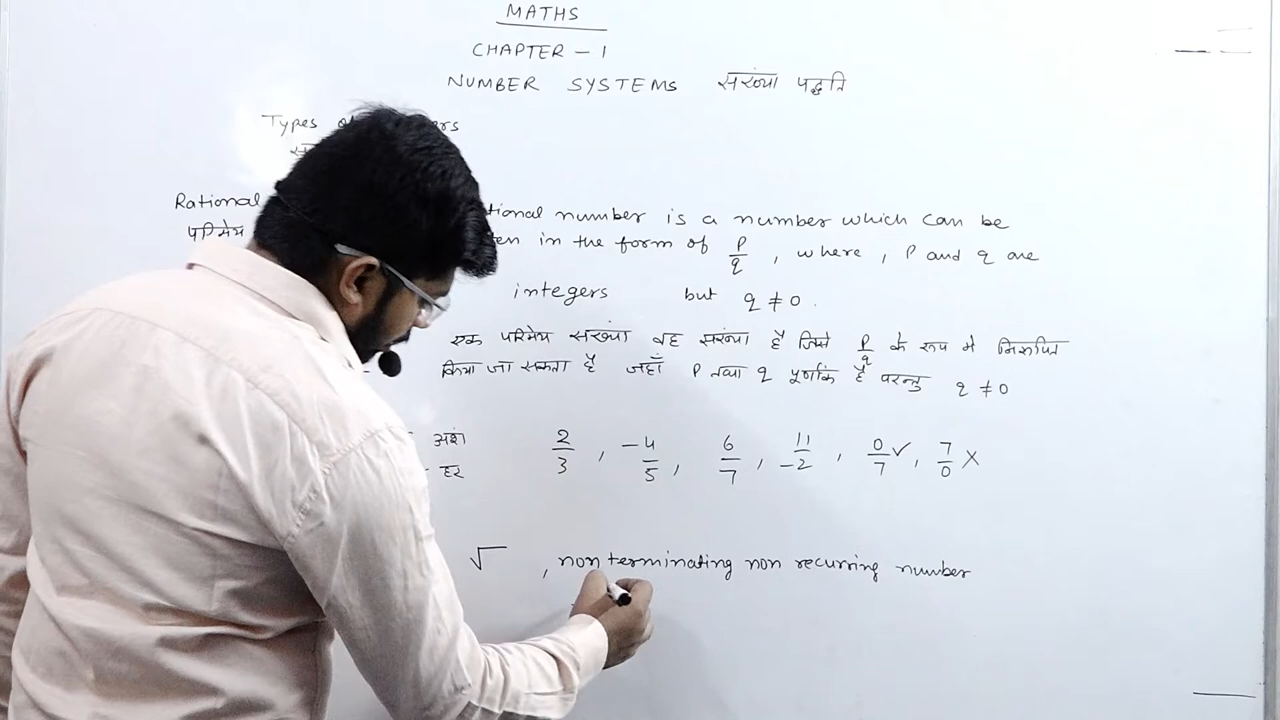 MATHS
CHAPTER - 1
NUMBER SYSTEMS सरंख्या पद्धति
Types
Rational number is a number which can be
परिमेय in the form of p/q , where , p and q are
integers but q ≠ 0 .
एक परिमेय संख्या वह संख्या है जिसे p/q के रूप में निरूपित
किया जा सकता है जहाँ p तथा q पूर्णांक है परन्तु q ≠ 0
अंश
हर
2/3 , -4/5 , 6/7 , 11/-2 , 0/7 ✓ , 7/0 X
√ , non terminating non recurring number